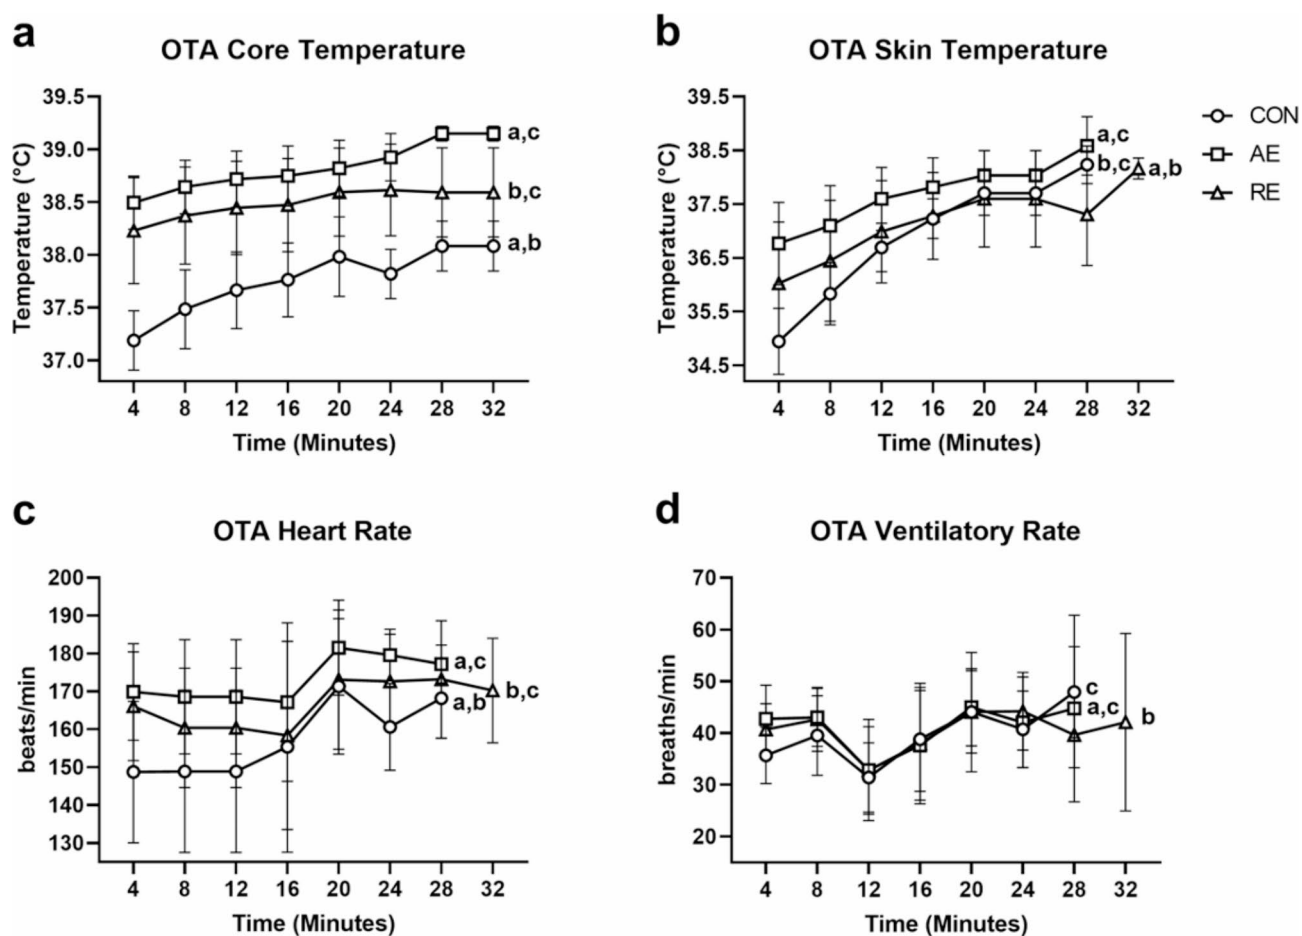 a
OTA Core Temperature
39.5
39.0
38.5
38.0
37.5
37.0
Temperature (°C)
a,c
b,c
a,b
4 8 12 16 20 24 28 32
Time (Minutes)
b
OTA Skin Temperature
39.5
38.5
37.5
36.5
35.5
34.5
Temperature (°C)
a,c
b,c
a,b
4 8 12 16 20 24 28 32
Time (Minutes)
CON
AE
RE
c
OTA Heart Rate
200
190
180
170
160
150
140
130
beats/min
a,c
b,c
a,b
4 8 12 16 20 24 28 32
Time (Minutes)
d
OTA Ventilatory Rate
70
60
50
40
30
20
breaths/min
c
a,c
b
4 8 12 16 20 24 28 32
Time (Minutes)